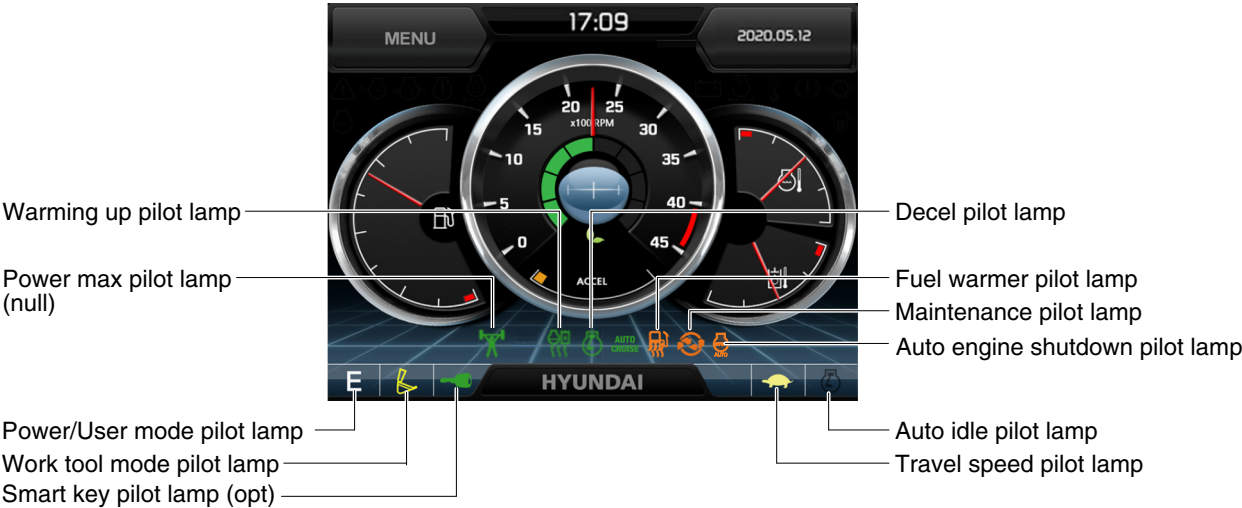 MENU
17:09
2020.05.12
20
25
x100 RPM
15
30
10
35
5
40
0
45
ACCEL
Warming up pilot lamp
Power max pilot lamp
(null)
Decel pilot lamp
Fuel warmer pilot lamp
Maintenance pilot lamp
Auto engine shutdown pilot lamp
AUTO
CRUISE
AUTO
E
HYUNDAI
Power/User mode pilot lamp
Work tool mode pilot lamp
Smart key pilot lamp (opt)
Auto idle pilot lamp
Travel speed pilot lamp